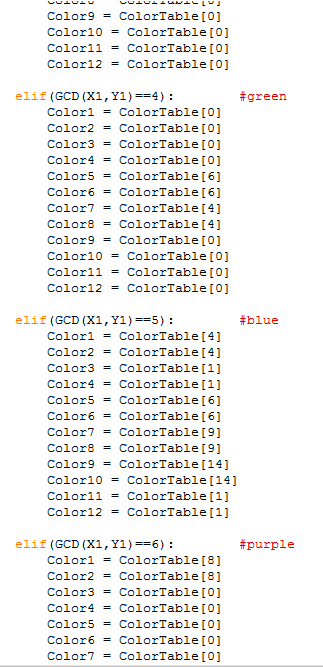 Color9 = ColorTable[0]
Color10 = ColorTable[0]
Color11 = ColorTable[0]
Color12 = ColorTable[0]
elif(GCD(X1,Y1)==4): #green
Color1 = ColorTable[0]
Color2 = ColorTable[0]
Color3 = ColorTable[0]
Color4 = ColorTable[0]
Color5 = ColorTable[6]
Color6 = ColorTable[6]
Color7 = ColorTable[4]
Color8 = ColorTable[4]
Color9 = ColorTable[0]
Color10 = ColorTable[0]
Color11 = ColorTable[0]
Color12 = ColorTable[0]
elif(GCD(X1,Y1)==5): #blue
Color1 = ColorTable[4]
Color2 = ColorTable[4]
Color3 = ColorTable[1]
Color4 = ColorTable[1]
Color5 = ColorTable[6]
Color6 = ColorTable[6]
Color7 = ColorTable[9]
Color8 = ColorTable[9]
Color9 = ColorTable[14]
Color10 = ColorTable[14]
Color11 = ColorTable[1]
Color12 = ColorTable[1]
elif(GCD(X1,Y1)==6): #purple
Color1 = ColorTable[8]
Color2 = ColorTable[8]
Color3 = ColorTable[0]
Color4 = ColorTable[0]
Color5 = ColorTable[0]
Color6 = ColorTable[0]
Color7 = ColorTable[0]